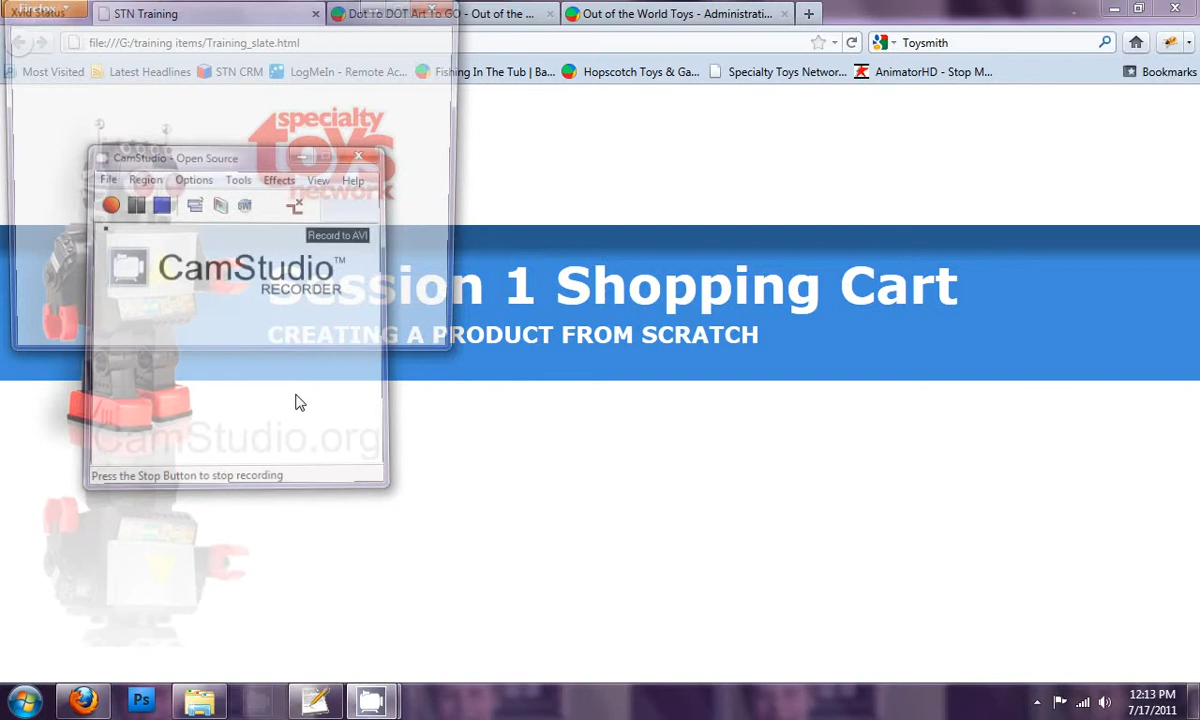 Firefox
Xvid Status
STN Training
Dot To DOT Art To GO - Out of the ...
Out of the World Toys - Administrati...
file:///G:/training items/Training_slate.html
Toysmith
Most Visited
Latest Headlines
STN CRM
LogMeIn - Remote Ac...
Fishing In The Tub | Ba...
Hopscotch Toys & Ga...
Specialty Toys Networ...
AnimatorHD - Stop M...
Bookmarks
specialty
toys
network
CamStudio - Open Source
File Region Options Tools Effects View Help
Record to AVI
CamStudio™
RECORDER
Session 1 Shopping Cart
CREATING A PRODUCT FROM SCRATCH
CamStudio.org
Press the Stop Button to stop recording
Ps
12:13 PM
7/17/2011